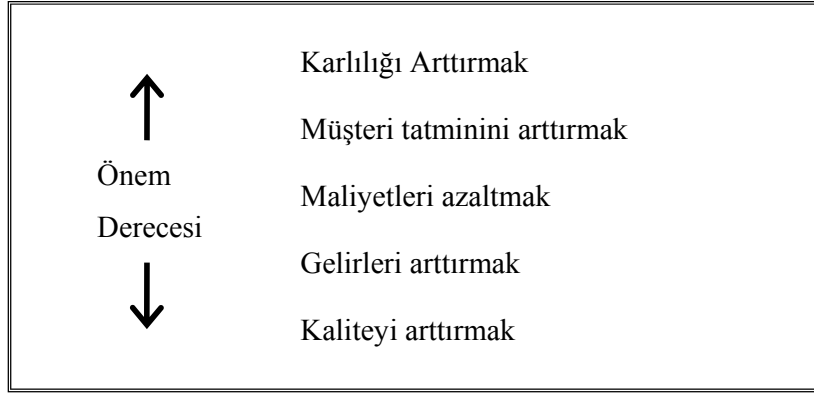 Karlılığı Arttırmak
Müşteri tatminini arttırmak
Önem
Derecesi
Maliyetleri azaltmak
Gelirleri arttırmak
Kaliteyi arttırmak